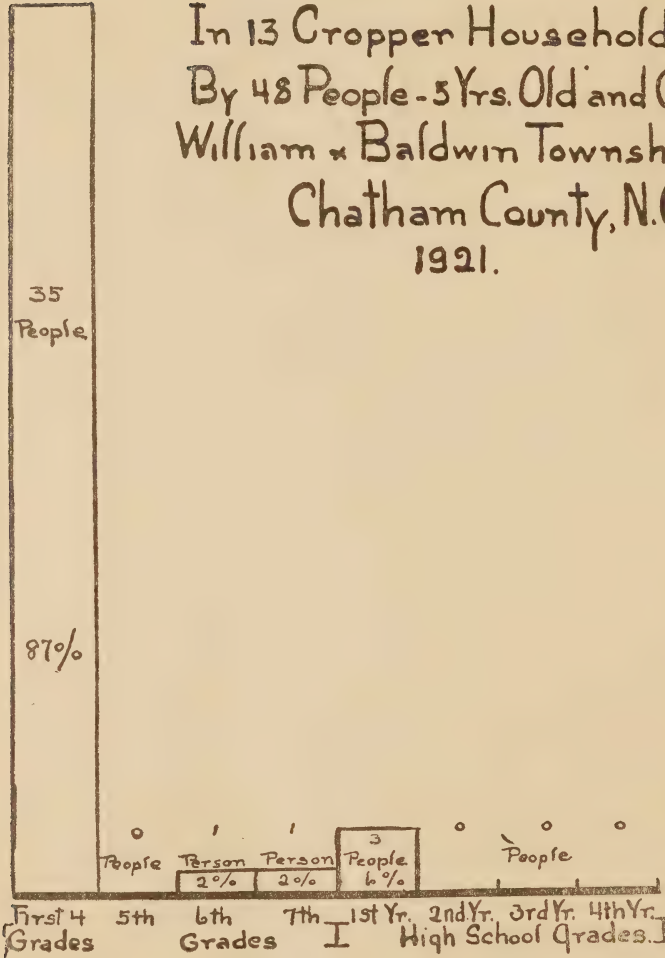 In 13 Cropper Household
By 48 People - 5 Yrs. Old and
William & Baldwin Townsh
Chatham County, N.C
1921.
35
People
87%
0 1 1 3 0 0 0
People Person Person People People
2% 2% 6%
First 4 5th 6th 7th 1st Yr. 2nd Yr. 3rd Yr. 4th Yr.
Grades Grades High School Grades.